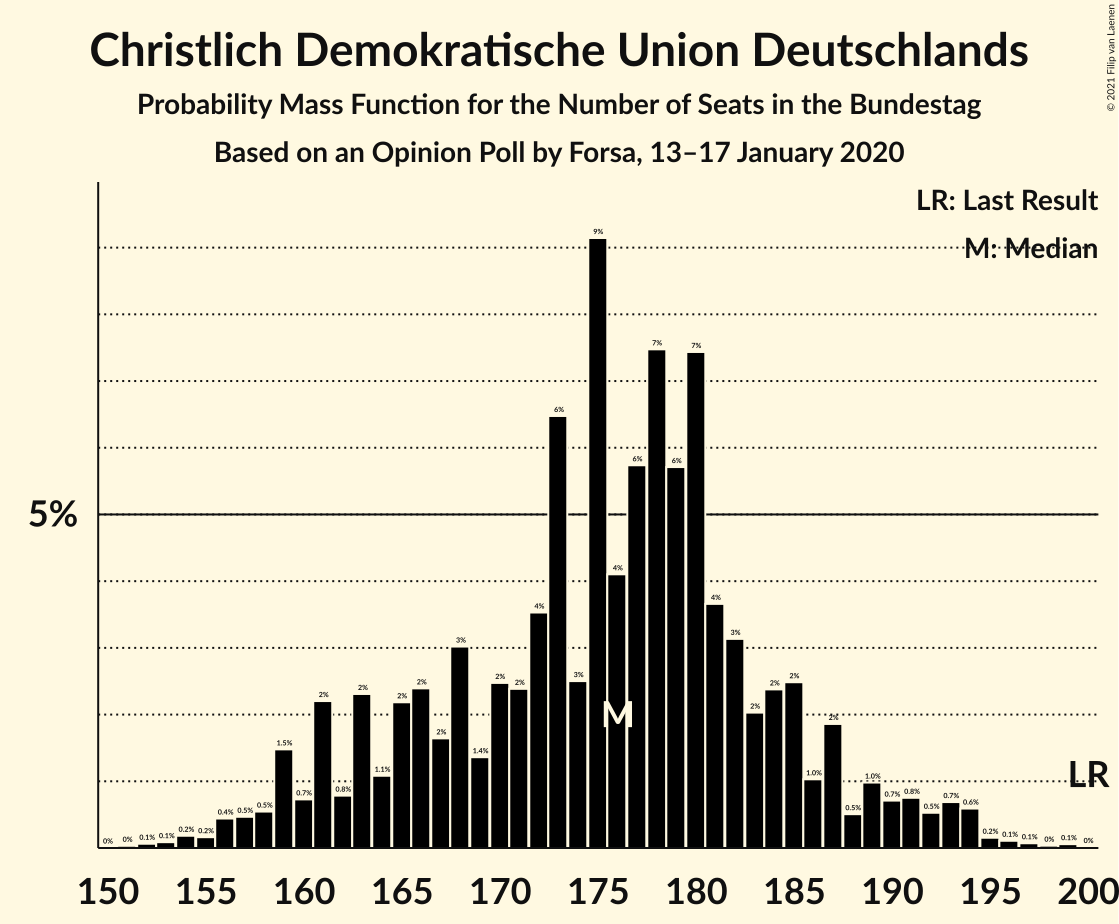 Christlich Demokratische Union Deutschlands
Probability Mass Function for the Number of Seats in the Bundestag
Based on an Opinion Poll by Forsa, 13–17 January 2020
© 2021 Filip van Laenen
LR: Last Result
M: Median
5%
0% 0% 0.1% 0.1% 0.2% 0.2% 0.4% 0.5% 0.5% 1.5% 0.7% 2% 0.8% 2% 1.1% 2% 2% 2% 3% 1.4% 2% 2% 4% 6% 3% 9% 4% 6% 7% 6% 7% 4% 3% 2% 2% 2% 1.0% 2% 0.5% 1.0% 0.7% 0.8% 0.5% 0.7% 0.6% 0.2% 0.1% 0.1% 0% 0.1% 0%
M
LR
150 155 160 165 170 175 180 185 190 195 200